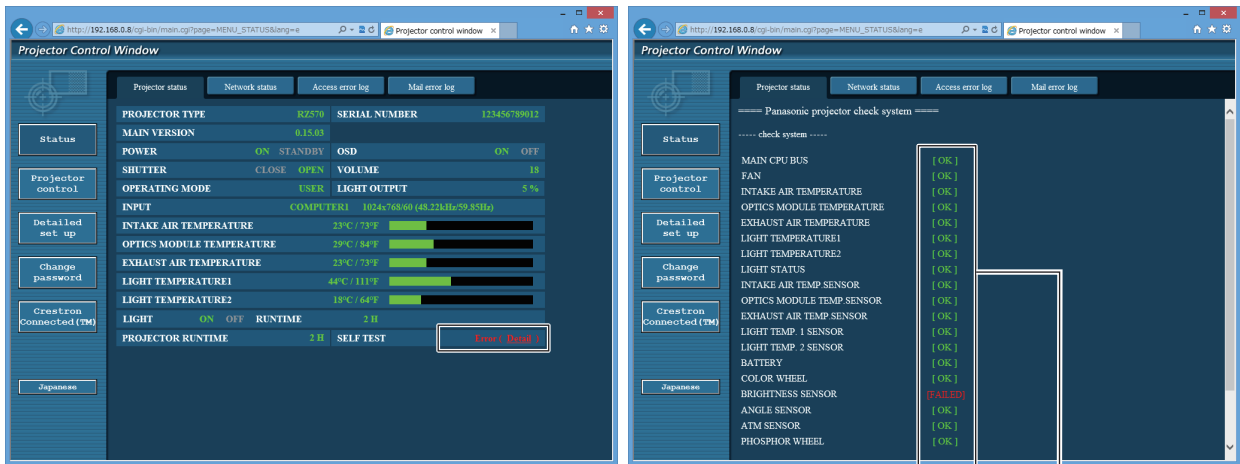 http://192.168.0.8/cgi-bin/main.cgi?page=MENU_STATUS&lang=e
Projector control window
Projector Control Window
Projector status Network status Access error log Mail error log
Status
Projector control
Detailed set up
Change password
Crestron Connected(TM)
Japanese
PROJECTOR TYPE RZ570 SERIAL NUMBER 123456789012
MAIN VERSION 0.15.03
POWER ON STANDBY OSD ON OFF
SHUTTER CLOSE OPEN VOLUME 18
OPERATING MODE USER LIGHT OUTPUT 5 %
INPUT COMPUTER1 1024x768/60 (48.22kHz/59.85Hz)
INTAKE AIR TEMPERATURE 23°C / 73°F
OPTICS MODULE TEMPERATURE 29°C / 84°F
EXHAUST AIR TEMPERATURE 23°C / 73°F
LIGHT TEMPERATURE1 44°C / 111°F
LIGHT TEMPERATURE2 18°C / 64°F
LIGHT ON OFF RUNTIME 2 H
PROJECTOR RUNTIME 2 H SELF TEST Error ( Detail )
http://192.168.0.8/cgi-bin/main.cgi?page=MENU_STATUS&lang=e
Projector control window
Projector Control Window
Projector status Network status Access error log Mail error log
Status
Projector control
Detailed set up
Change password
Crestron Connected(TM)
Japanese
==== Panasonic projector check system ====
----- check system -----
MAIN CPU BUS [ OK ]
FAN [ OK ]
INTAKE AIR TEMPERATURE [ OK ]
OPTICS MODULE TEMPERATURE [ OK ]
EXHAUST AIR TEMPERATURE [ OK ]
LIGHT TEMPERATURE1 [ OK ]
LIGHT TEMPERATURE2 [ OK ]
LIGHT STATUS [ OK ]
INTAKE AIR TEMP.SENSOR [ OK ]
OPTICS MODULE TEMP.SENSOR [ OK ]
EXHAUST AIR TEMP.SENSOR [ OK ]
LIGHT TEMP. 1 SENSOR [ OK ]
LIGHT TEMP. 2 SENSOR [ OK ]
BATTERY [ OK ]
COLOR WHEEL [ OK ]
BRIGHTNESS SENSOR [FAILED]
ANGLE SENSOR [ OK ]
ATM SENSOR [ OK ]
PHOSPHOR WHEEL [ OK ]